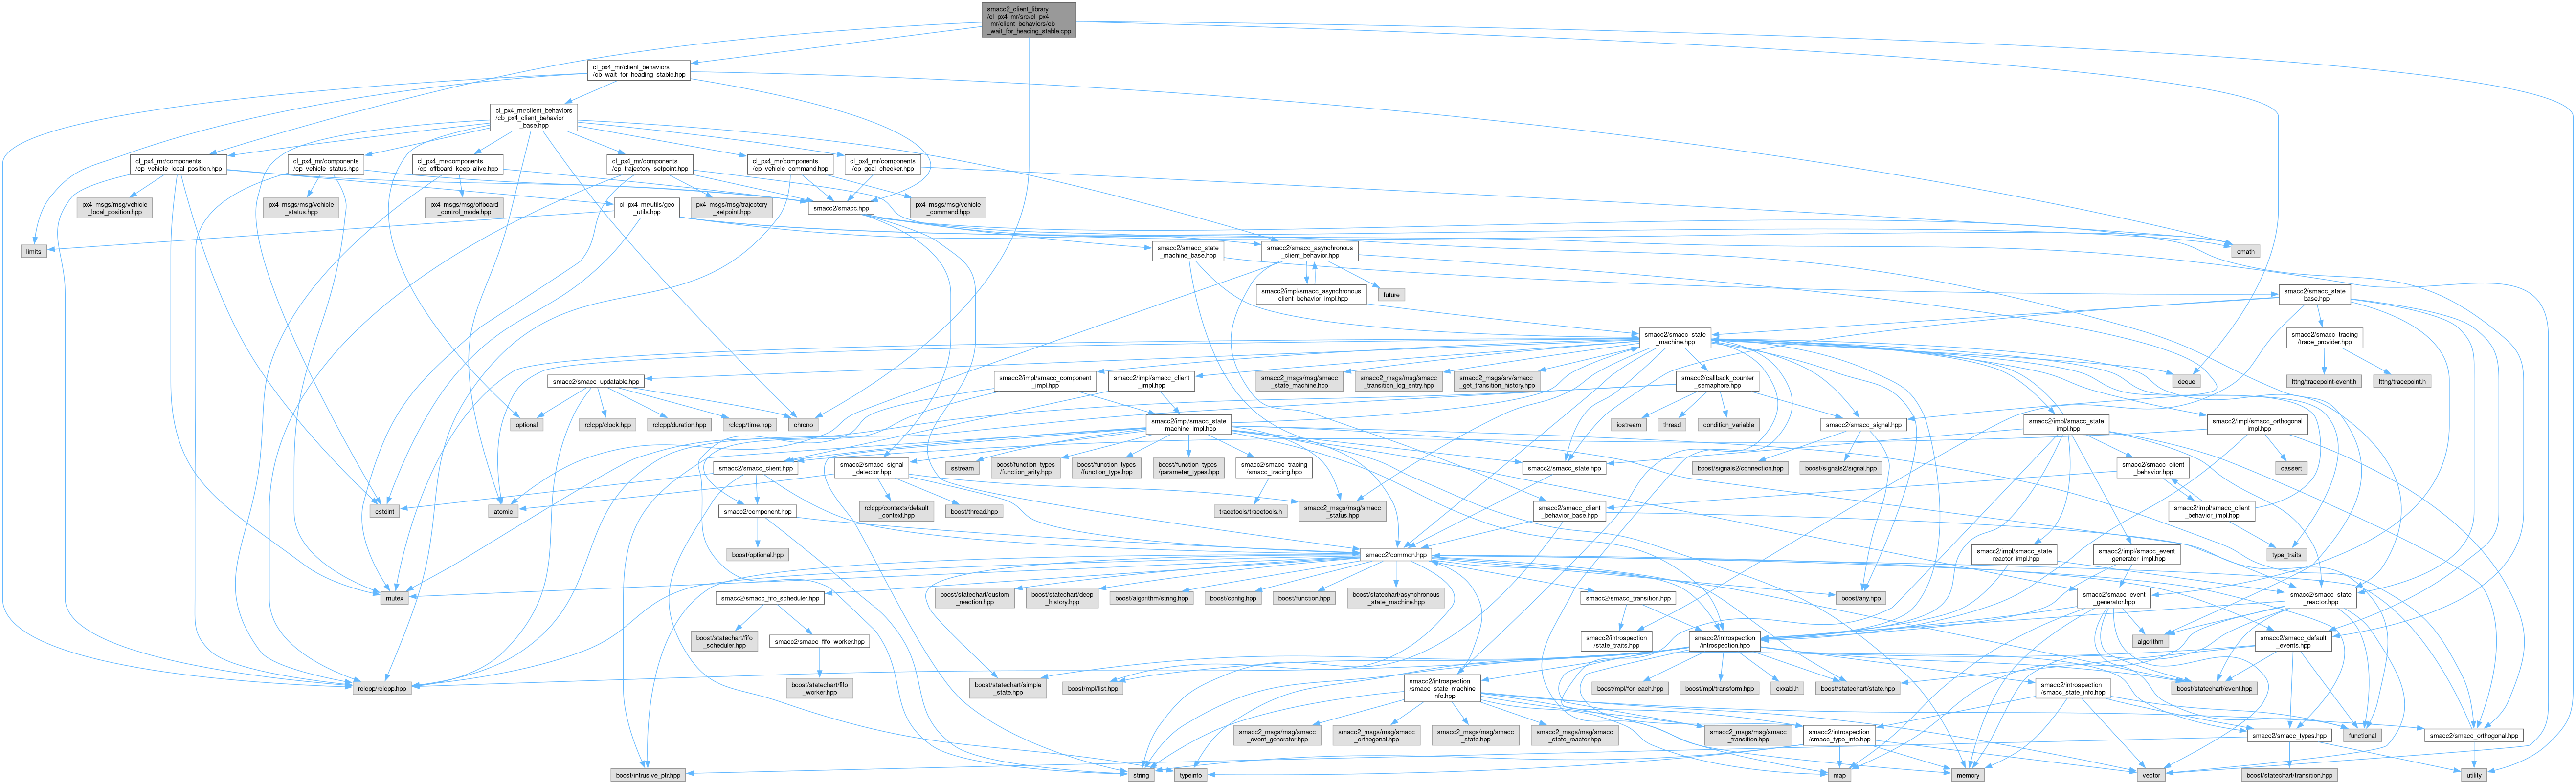 smacc2_client_library
/cl_px4_mr/src/cl_px4
_mr/client_behaviors/cb
_wait_for_heading_stable.cpp
cl_px4_mr/client_behaviors
/cb_wait_for_heading_stable.hpp
cl_px4_mr/client_behaviors
/cb_px4_client_behavior
_base.hpp
cl_px4_mr/components
/cp_vehicle_local_position.hpp
cl_px4_mr/components
/cp_vehicle_status.hpp
cl_px4_mr/components
/cp_offboard_keep_alive.hpp
cl_px4_mr/components
/cp_trajectory_setpoint.hpp
cl_px4_mr/components
/cp_vehicle_command.hpp
cl_px4_mr/components
/cp_goal_checker.hpp
px4_msgs/msg/vehicle
_local_position.hpp
px4_msgs/msg/vehicle
_status.hpp
px4_msgs/msg/offboard
_control_mode.hpp
cl_px4_mr/utils/geo
_utils.hpp
px4_msgs/msg/trajectory
_setpoint.hpp
smacc2/smacc.hpp
px4_msgs/msg/vehicle
_command.hpp
limits
smacc2/smacc_state
_machine_base.hpp
smacc2/smacc_asynchronous
_client_behavior.hpp
cmath
smacc2/impl/smacc_asynchronous
_client_behavior_impl.hpp
future
smacc2/smacc_state
_base.hpp
smacc2/smacc_state
_machine.hpp
smacc2/smacc_tracing
/trace_provider.hpp
smacc2/smacc_updatable.hpp
smacc2/impl/smacc_component
_impl.hpp
smacc2/impl/smacc_client
_impl.hpp
smacc2_msgs/msg/smacc
_state_machine.hpp
smacc2_msgs/msg/smacc
_transition_log_entry.hpp
smacc2_msgs/srv/smacc
_get_transition_history.hpp
smacc2/callback_counter
_semaphore.hpp
deque
lttng/tracepoint-event.h
lttng/tracepoint.h
optional
rclcpp/clock.hpp
rclcpp/duration.hpp
rclcpp/time.hpp
chrono
smacc2/impl/smacc_state
_machine_impl.hpp
iostream
thread
condition_variable
smacc2/smacc_signal.hpp
smacc2/impl/smacc_state
_impl.hpp
smacc2/impl/smacc_orthogonal
_impl.hpp
smacc2/smacc_client.hpp
smacc2/smacc_signal
_detector.hpp
sstream
boost/function_types
/function_arity.hpp
boost/function_types
/function_type.hpp
boost/function_types
/parameter_types.hpp
smacc2/smacc_tracing
/smacc_tracing.hpp
smacc2/smacc_state.hpp
boost/signals2/connection.hpp
boost/signals2/signal.hpp
smacc2/smacc_client
_behavior.hpp
cassert
cstdint
atomic
smacc2/component.hpp
rclcpp/contexts/default
_context.hpp
boost/thread.hpp
tracetools/tracetools.h
smacc2_msgs/msg/smacc
_status.hpp
smacc2/smacc_client
_behavior_base.hpp
smacc2/impl/smacc_client
_behavior_impl.hpp
boost/optional.hpp
smacc2/common.hpp
smacc2/impl/smacc_state
_reactor_impl.hpp
smacc2/impl/smacc_event
_generator_impl.hpp
type_traits
mutex
smacc2/smacc_fifo_scheduler.hpp
boost/statechart/custom
_reaction.hpp
boost/statechart/deep
_history.hpp
boost/algorithm/string.hpp
boost/config.hpp
boost/function.hpp
boost/statechart/asynchronous
_state_machine.hpp
boost/any.hpp
smacc2/smacc_transition.hpp
smacc2/smacc_event
_generator.hpp
smacc2/smacc_state
_reactor.hpp
boost/statechart/fifo
_scheduler.hpp
smacc2/smacc_fifo_worker.hpp
smacc2/introspection
/state_traits.hpp
smacc2/introspection
/introspection.hpp
algorithm
smacc2/smacc_default
_events.hpp
rclcpp/rclcpp.hpp
boost/statechart/fifo
_worker.hpp
boost/statechart/simple
_state.hpp
boost/mpl/list.hpp
smacc2/introspection
/smacc_state_machine
_info.hpp
boost/mpl/for_each.hpp
boost/mpl/transform.hpp
cxxabi.h
boost/statechart/state.hpp
smacc2/introspection
/smacc_state_info.hpp
boost/statechart/event.hpp
smacc2_msgs/msg/smacc
_event_generator.hpp
smacc2_msgs/msg/smacc
_orthogonal.hpp
smacc2_msgs/msg/smacc
_state.hpp
smacc2_msgs/msg/smacc
_state_reactor.hpp
smacc2_msgs/msg/smacc
_transition.hpp
smacc2/introspection
/smacc_type_info.hpp
smacc2/smacc_types.hpp
functional
smacc2/smacc_orthogonal.hpp
boost/intrusive_ptr.hpp
string
typeinfo
map
memory
vector
boost/statechart/transition.hpp
utility